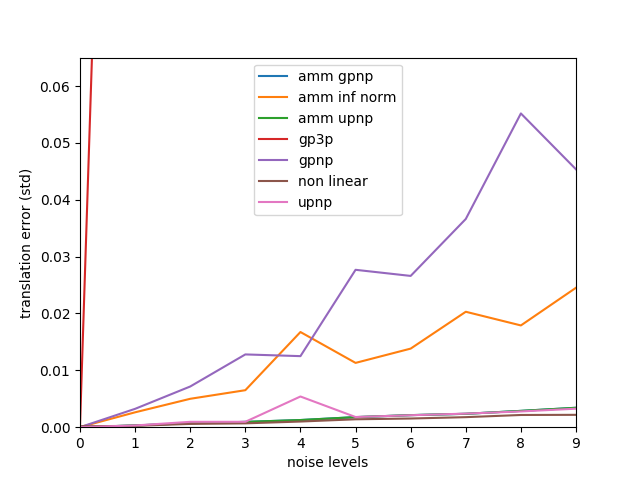 translation error (std)
0.06
0.05
0.04
0.03
0.02
0.01
0.00
amm gpnp
amm inf norm
amm upnp
gp3p
gpnp
non linear
upnp
0 1 2 3 4 5 6 7 8 9
noise levels